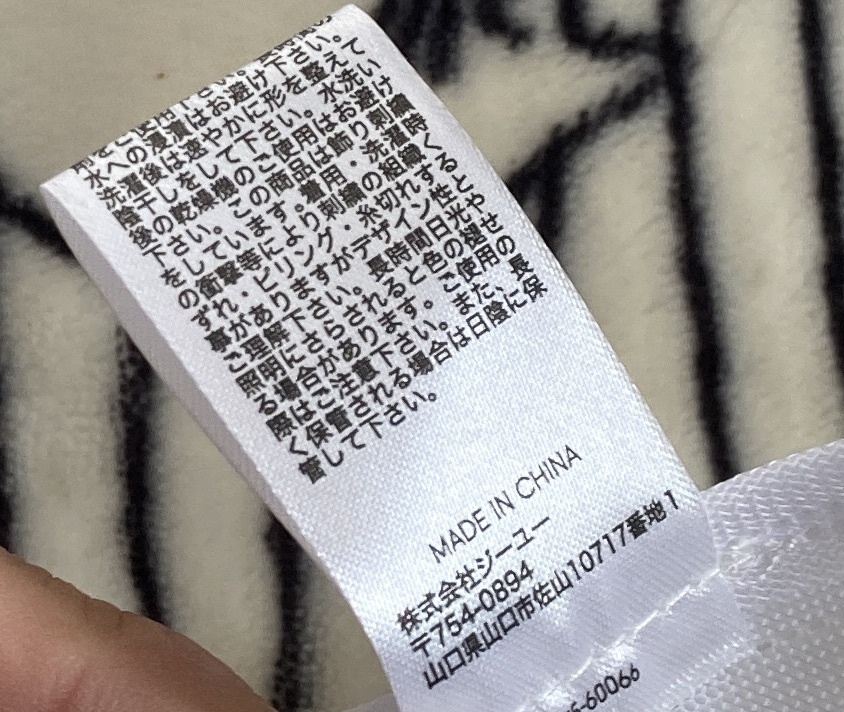 水への浸漬はお避け下さい。
洗濯後は速やかに形を整えて
陰干しをして下さい。水洗い
後の乾燥機のご使用はお避け
下さい。この商品は飾り刺繍
をしています。着用・洗濯時
の衝撃等により刺繍の組織く
ずれ・ピリング・糸切れする
事がありますがデザイン性と
ご理解下さい。長時間日光や
照明にさらされると色の褪せ
る場合があります。ご使用の
際はご注意下さい。また、長
く保管される場合は日陰に保
管して下さい。
MADE IN CHINA
株式会社ジーユー
〒754-0894
山口県山口市佐山10717番地1
-60066